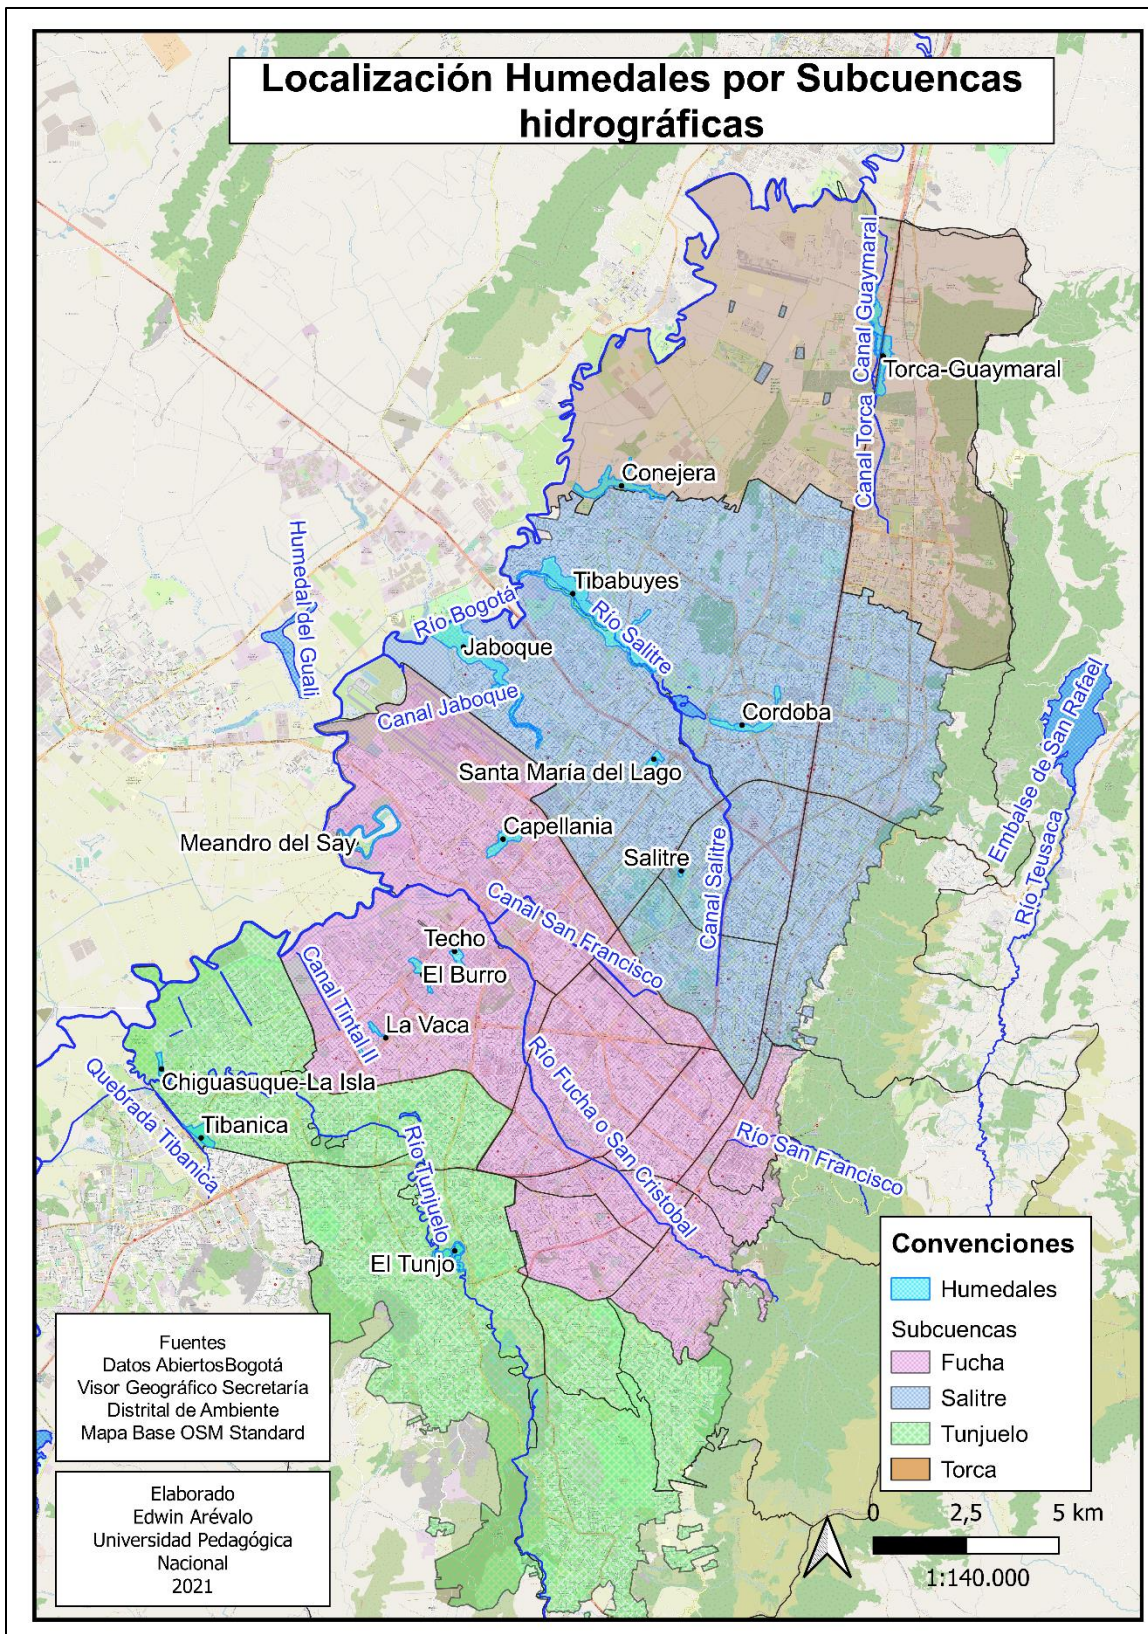 Localización Humedales por Subcuencas
hidrográficas
Canal Guaymaral
Torca-Guaymaral
Canal Torca
Conejera
Humedal del Guali
Tibabuyes
Río Bogotá
Río Salitre
Jaboque
Canal Jaboque
Cordoba
Embalse de San Rafael
Santa María del Lago
Capellania
Meandro del Say
Salitre
Canal Salitre
Río Teusaca
Canal San Francisco
Techo
El Burro
Canal Tintal II
La Vaca
Río Fucha o San Cristobal
Chiguasuque-La Isla
Quebrada Tibanica
Tibanica
Río Tunjuelo
Río San Francisco
El Tunjo
Convenciones
Humedales
Subcuencas
Fucha
Salitre
Tunjuelo
Torca
0 2,5 5 km
1:140.000
Fuentes
Datos AbiertosBogotá
Visor Geográfico Secretaría
Distrital de Ambiente
Mapa Base OSM Standard
Elaborado
Edwin Arévalo
Universidad Pedagógica
Nacional
2021